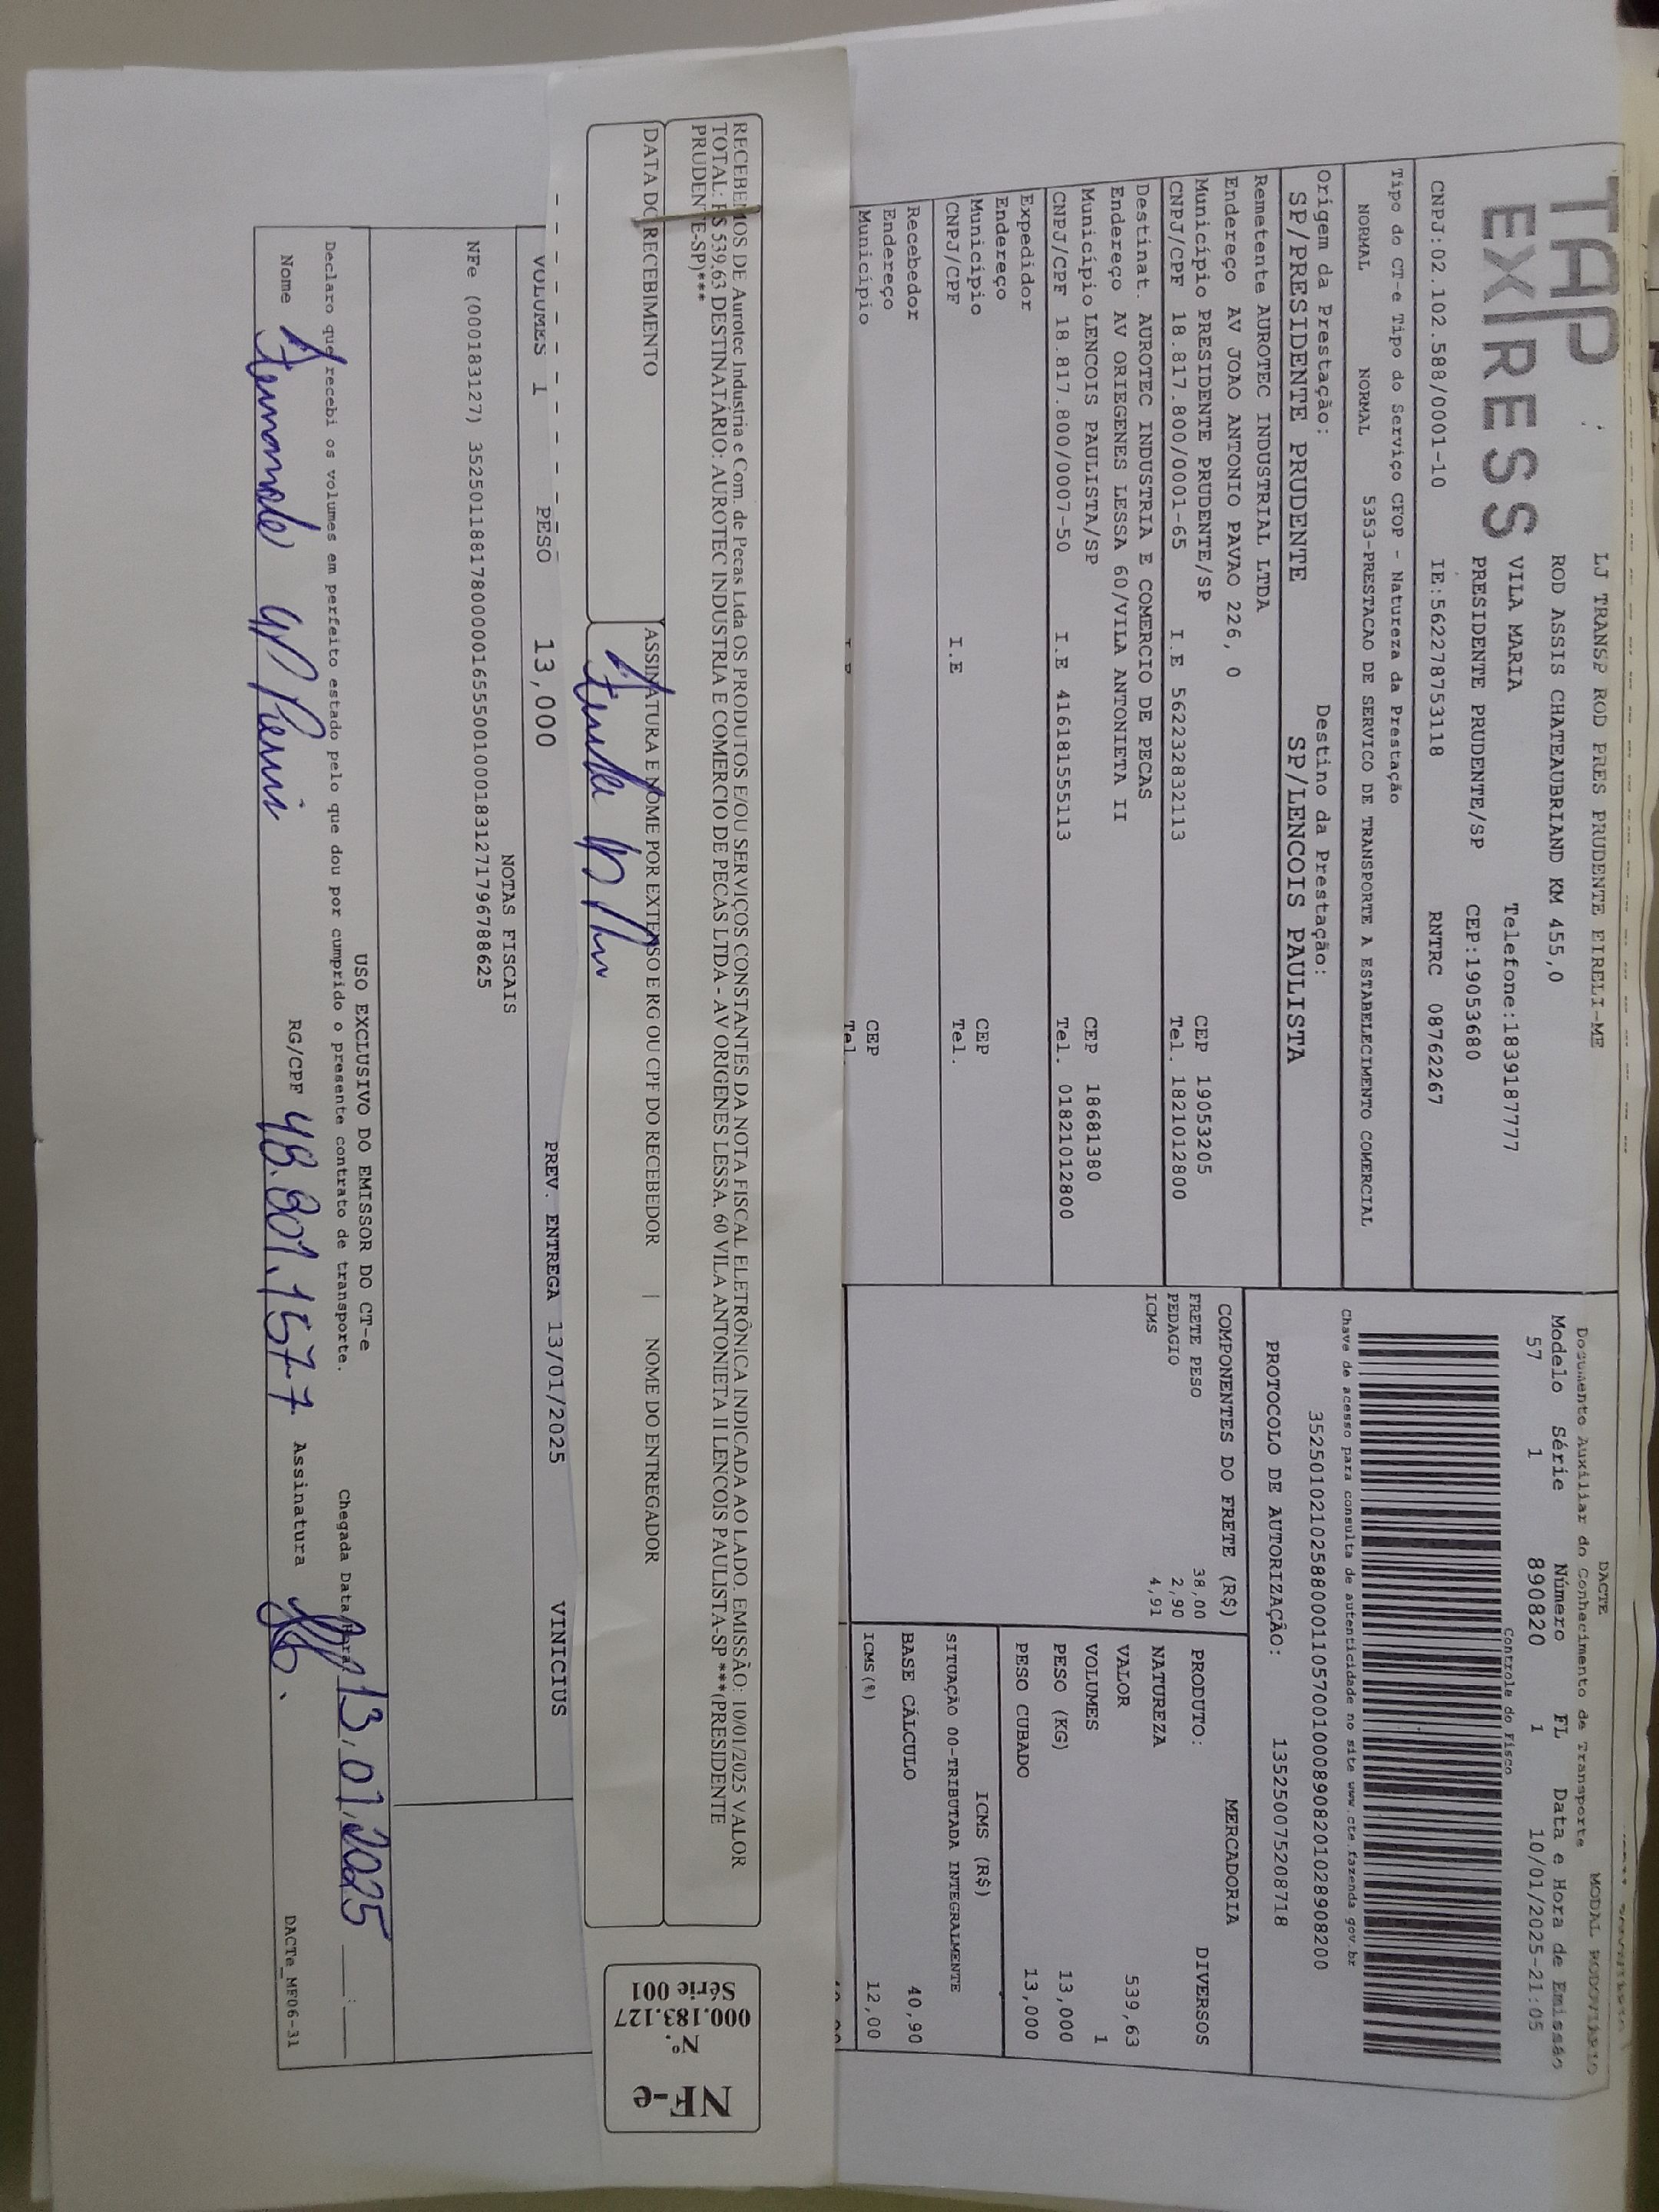 TAP
EXPRESS
LJ TRANSP ROD PRES PRUDENTE EIRELI-ME
ROD ASSIS CHATEAUBRIAND KM 455,0
VILA MARIA Telefone:1839187777
PRESIDENTE PRUDENTE/SP CEP:19053680
CNPJ:02.102.588/0001-10 IE:562278753118 RNTRC 08762267
Tipo do CT-e Tipo do Serviço CFOP - Natureza da Prestação
NORMAL NORMAL 5353-PRESTACAO DE SERVICO DE TRANSPORTE A ESTABELECIMENTO COMERCIAL
Origem da Prestação: Destino da Prestação:
SP/PRESIDENTE PRUDENTE SP/LENCOIS PAULISTA
Remetente AUROTEC INDUSTRIAL LTDA
Endereço AV JOAO ANTONIO PAVAO 226, 0
Município PRESIDENTE PRUDENTE/SP CEP 19053205
CNPJ/CPF 18.817.800/0001-65 I.E 562232832113 Tel. 1821012800
Destinat. AUROTEC INDUSTRIA E COMERCIO DE PECAS
Endereço AV ORIEGENES LESSA 60/VILA ANTONIETA II
Município LENCOIS PAULISTA/SP CEP 18681380
CNPJ/CPF 18.817.800/0007-50 I.E 416181555113 Tel. 01821012800
Expedidor
Endereço
Município CEP
CNPJ/CPF I.E Tel.
Recebedor
Endereço
Município CEP
Tel
DACTE MODAL RODOVIÁRIO
Documento Auxiliar do Conhecimento de Transporte
Modelo Série Número FL Data e Hora de Emissão
57 1 890820 1 10/01/2025-21:05
Controle do Fisco
Chave de acesso para consulta de autenticidade no site www.cte.fazenda.gov.br
35250102102588000110570010008908201028908200
PROTOCOLO DE AUTORIZAÇÃO: 135250075208718
COMPONENTES DO FRETE (R$)
FRETE PESO 38,00
PEDAGIO 2,90
ICMS 4,91
MERCADORIA
PRODUTO: DIVERSOS
NATUREZA
VALOR 539,63
VOLUMES 1
PESO (KG) 13,000
PESO CUBADO 13,000
ICMS (R$)
SITUAÇÃO 00-TRIBUTADA INTEGRALMENTE
BASE CÁLCULO 40,90
ICMS(%) 12,00
RECEBEMOS DE Aurotec Industria e Com. de Pecas Ltda OS PRODUTOS E/OU SERVIÇOS CONSTANTES DA NOTA FISCAL ELETRÔNICA INDICADA AO LADO. EMISSÃO: 10/01/2025 VALOR
TOTAL: R$ 539,63 DESTINATÁRIO: AUROTEC INDUSTRIA E COMERCIO DE PECAS LTDA - AV ORIGENES LESSA, 60 VILA ANTONIETA II LENCOIS PAULISTA-SP ***(PRESIDENTE
PRUDENTE-SP)***
DATA DO RECEBIMENTO ASSINATURA E NOME POR EXTENSO E RG OU CPF DO RECEBEDOR | NOME DO ENTREGADOR
NF-e
Nº.
000.183.127
Série 001
VOLUMES 1 PESO 13,000 PREV. ENTREGA 13/01/2025 VINICIUS
NOTAS FISCAIS
NFe (000183127) 35250118817800000165550010001831271796788625
USO EXCLUSIVO DO EMISSOR DO CT-e
Declaro que recebi os volumes em perfeito estado pelo que dou por cumprido o presente contrato de transporte. Chegada Data/Hora 13.01.2025 __:__
Nome RG/CPF 48.801.157-7 Assinatura
DACTe_MF06-31